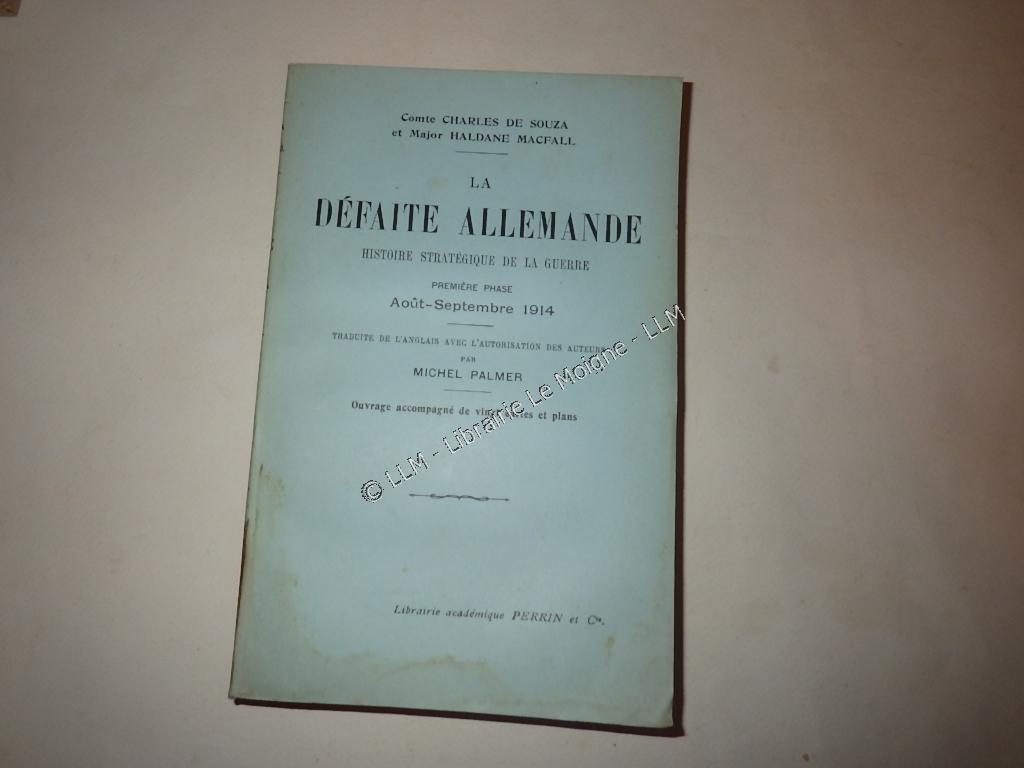 Comte CHARLES DE SOUZA
et Major HALDANE MACFALL
LA
DÉFAITE ALLEMANDE
HISTOIRE STRATÉGIQUE DE LA GUERRE
PREMIÈRE PHASE
Août-Septembre 1914
TRADUITE DE L'ANGLAIS AVEC L'AUTORISATION DES AUTEURS
PAR
MICHEL PALMER
Ouvrage accompagné de vingt cartes et plans
Librairie académique PERRIN et Cie.
© LLM - Librairie Le Moigne - LLM